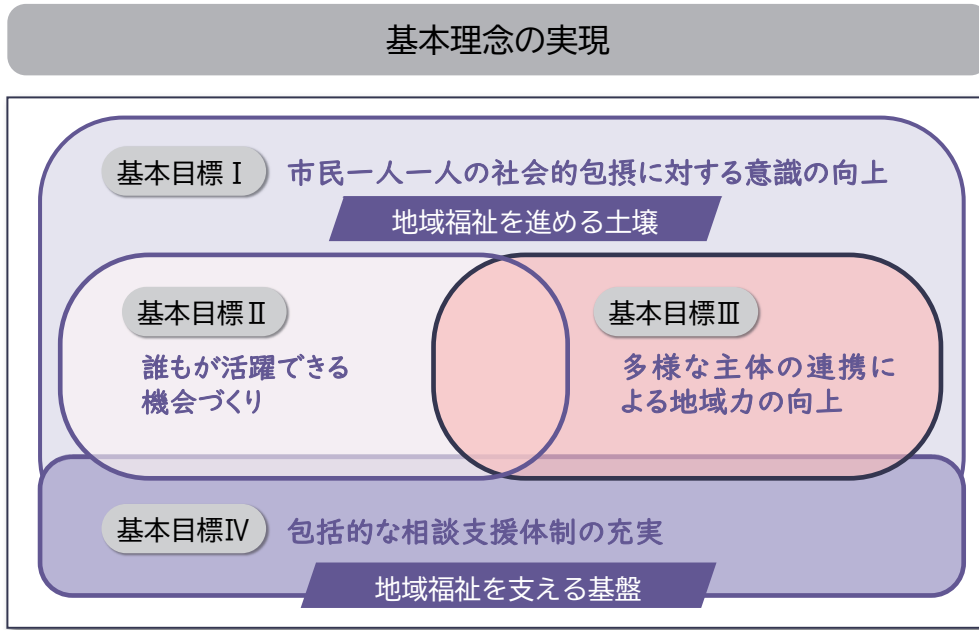 基本理念の実現
基本目標Ⅰ 市民一人一人の社会的包摂に対する意識の向上
地域福祉を進める土壌
基本目標Ⅱ
誰もが活躍できる
機会づくり
基本目標Ⅲ
多様な主体の連携に
よる地域力の向上
基本目標Ⅳ 包括的な相談支援体制の充実
地域福祉を支える基盤